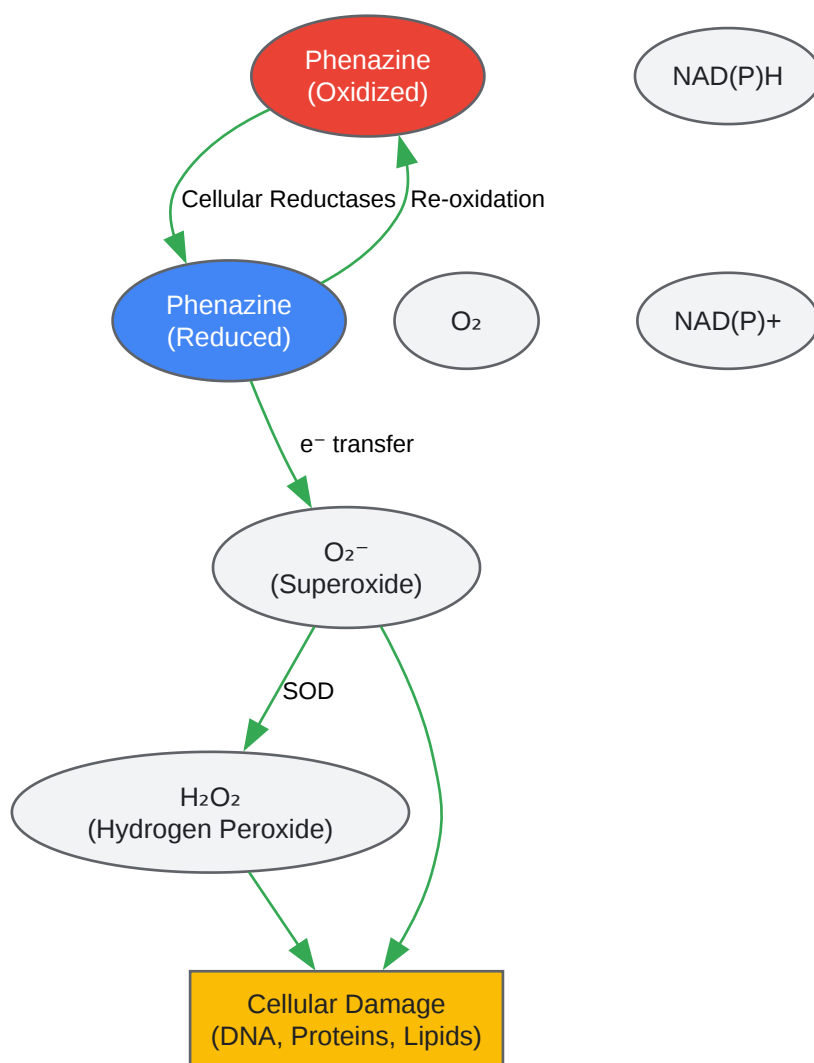 Phenazine
(Oxidized)
NAD(P)H
Cellular Reductases
Re-oxidation
Phenazine
(Reduced)
O₂
NAD(P)+
e⁻ transfer
O₂⁻
(Superoxide)
SOD
H₂O₂
(Hydrogen Peroxide)
Cellular Damage
(DNA, Proteins, Lipids)